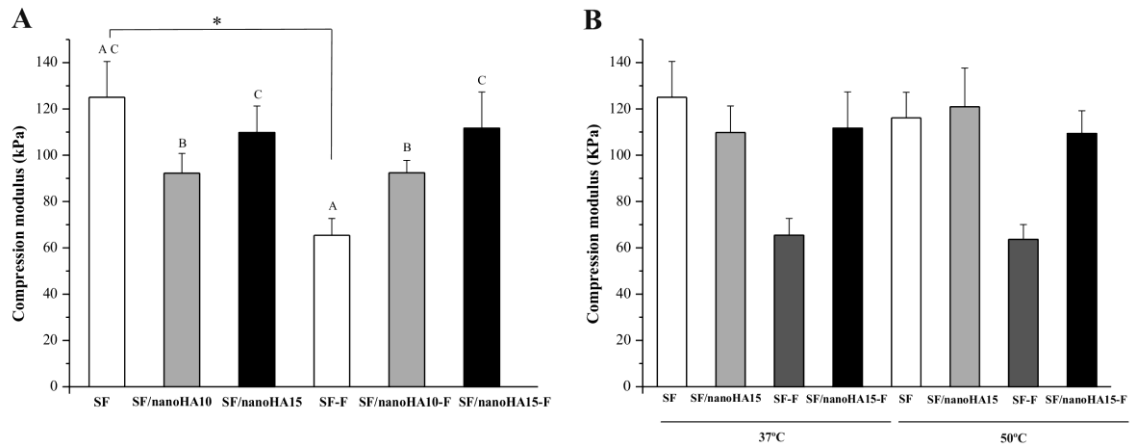 A
*
Compression modulus (kPa)
140
120
100
80
60
40
20
0
A C
B
C
A
B
C
SF SF/nanoHA10 SF/nanoHA15 SF-F SF/nanoHA10-F SF/nanoHA15-F
B
Compression modulus (KPa)
140
120
100
80
60
40
20
0
SF SF/nanoHA15 SF-F SF/nanoHA15-F SF SF/nanoHA15 SF-F SF/nanoHA15-F
37ºC 50ºC